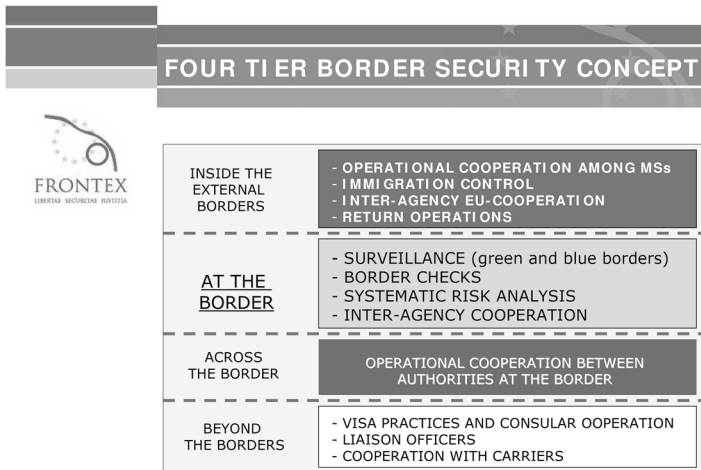 FOUR TIER BORDER SECURITY CONCEPT
FRONTEX
LIBERTAS SECURITAS JUSTITIA
INSIDE THE
EXTERNAL
BORDERS
- OPERATIONAL COOPERATION AMONG MSs
- IMMIGRATION CONTROL
- INTER-AGENCY EU-COOPERATION
- RETURN OPERATIONS
AT THE
BORDER
- SURVEILLANCE (green and blue borders)
- BORDER CHECKS
- SYSTEMATIC RISK ANALYSIS
- INTER-AGENCY COOPERATION
ACROSS
THE BORDER
OPERATIONAL COOPERATION BETWEEN
AUTHORITIES AT THE BORDER
BEYOND
THE BORDERS
- VISA PRACTICES AND CONSULAR OOPERATION
- LIAISON OFFICERS
- COOPERATION WITH CARRIERS